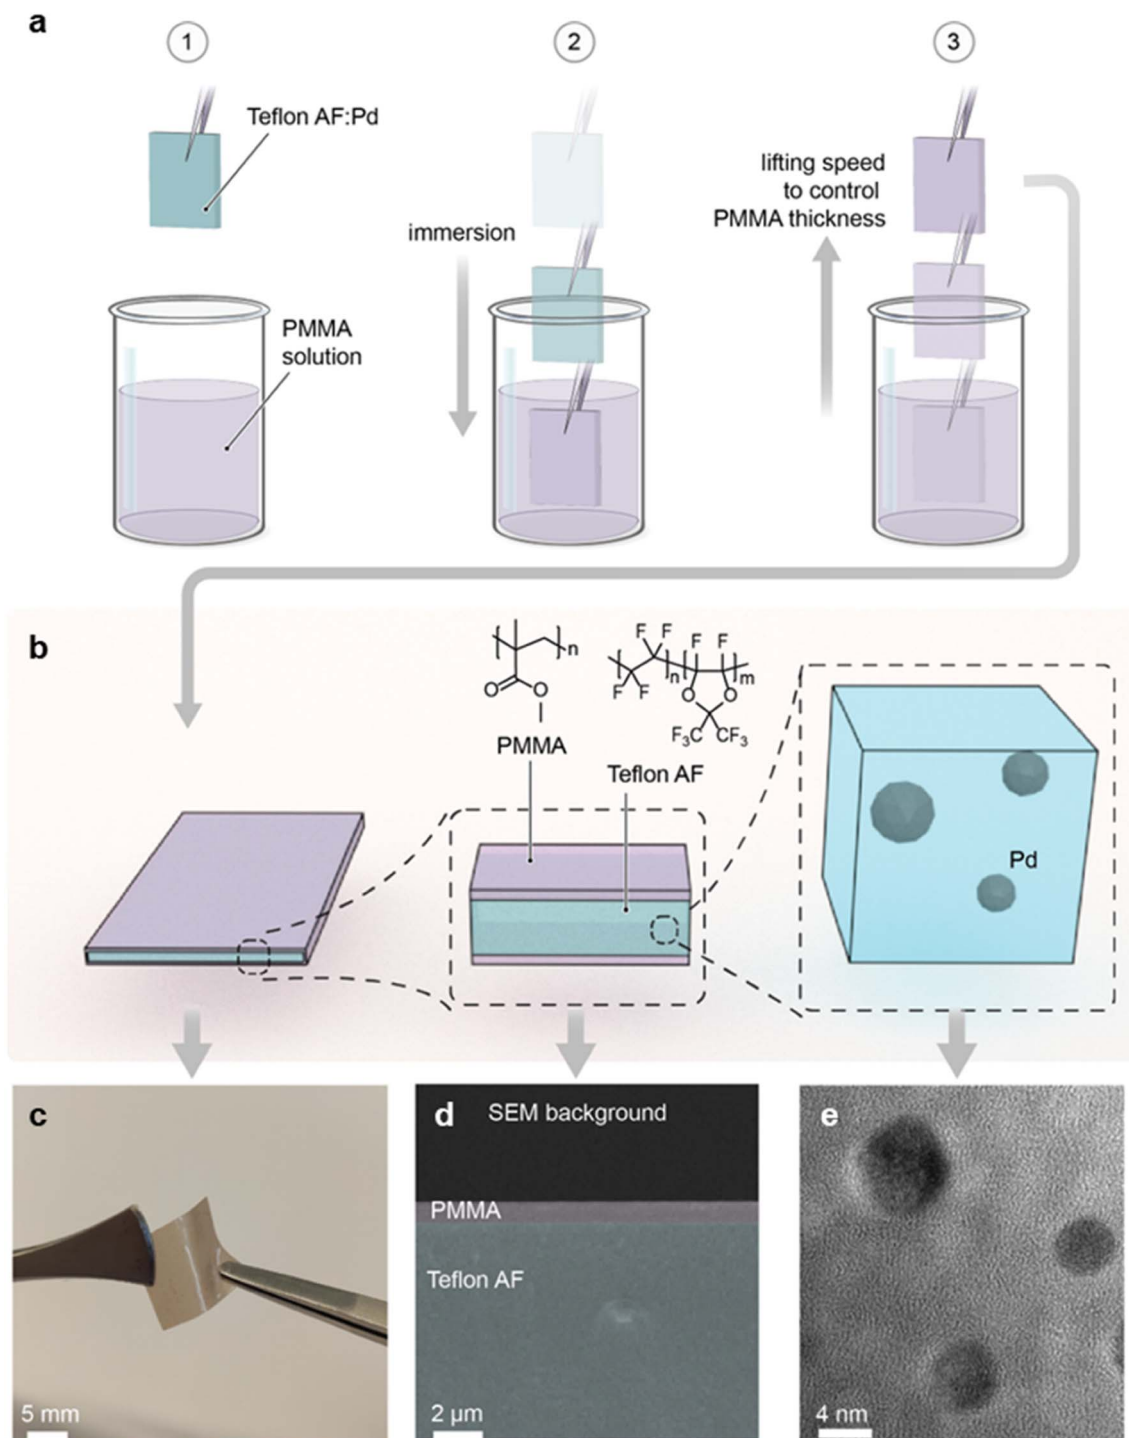 a
1
2
3
Teflon AF:Pd
PMMA
solution
immersion
lifting speed
to control
PMMA thickness
b
n
O
O
PMMA
F F F F
F F n O O m
F₃C CF₃
Teflon AF
Pd
c
5 mm
d
SEM background
PMMA
Teflon AF
2 μm
e
4 nm